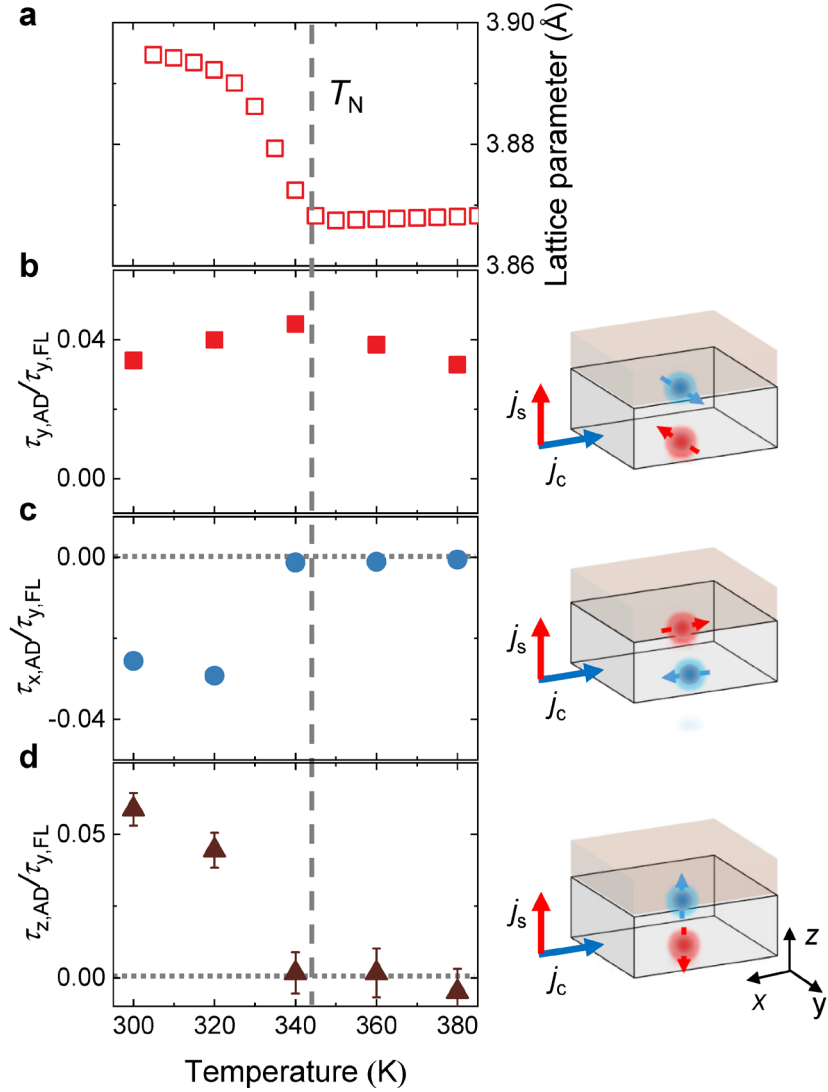 a
3.90
3.88
3.86
Lattice parameter (Å)
T_N
b
0.04
0.00
τ_y,AD/τ_y,FL
j_s
j_c
c
0.00
-0.04
τ_x,AD/τ_y,FL
j_s
j_c
d
0.05
0.00
τ_z,AD/τ_y,FL
j_s
j_c
z
x
y
300 320 340 360 380
Temperature (K)